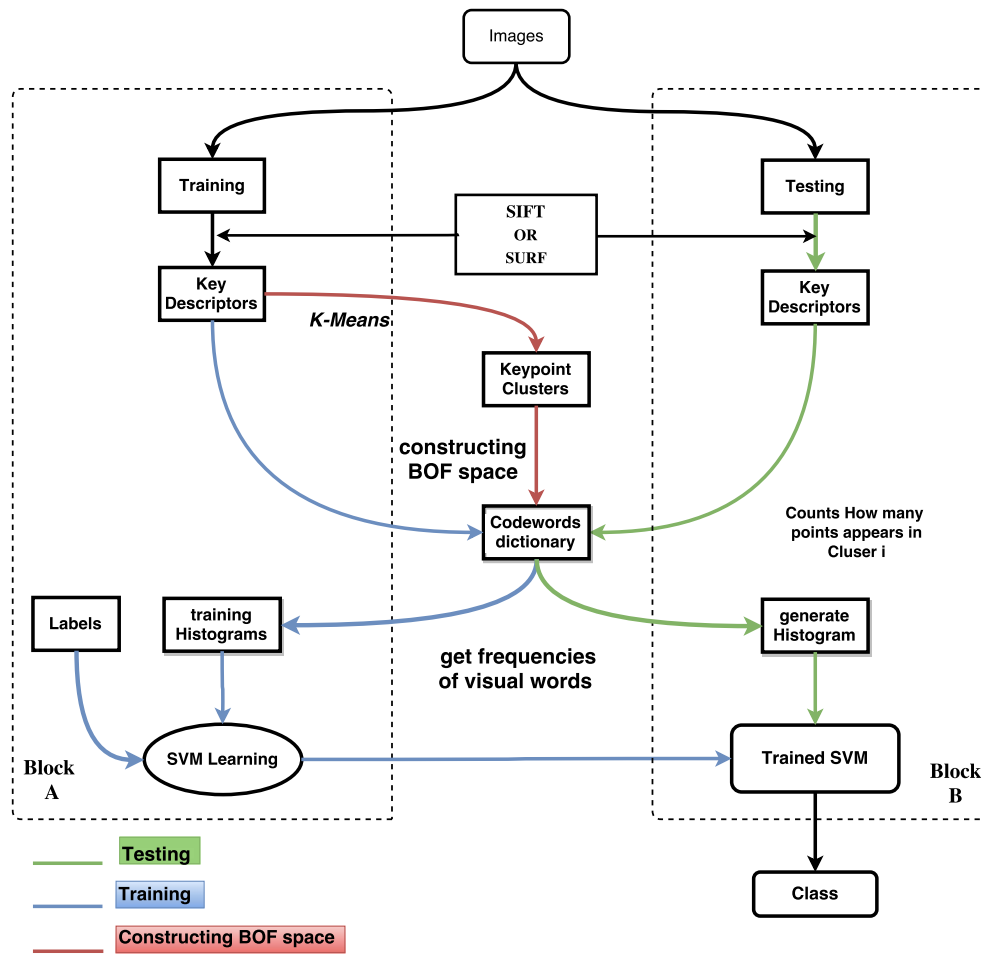 Images
Training
Testing
SIFT
OR
SURF
Key
Descriptors
Key
Descriptors
K-Means
Keypoint
Clusters
constructing
BOF space
Codewords
dictionary
Counts How many
points appears in
Cluser i
Labels
training
Histograms
generate
Histogram
get frequencies
of visual words
SVM Learning
Trained SVM
Block
A
Block
B
Testing
Training
Class
Constructing BOF space